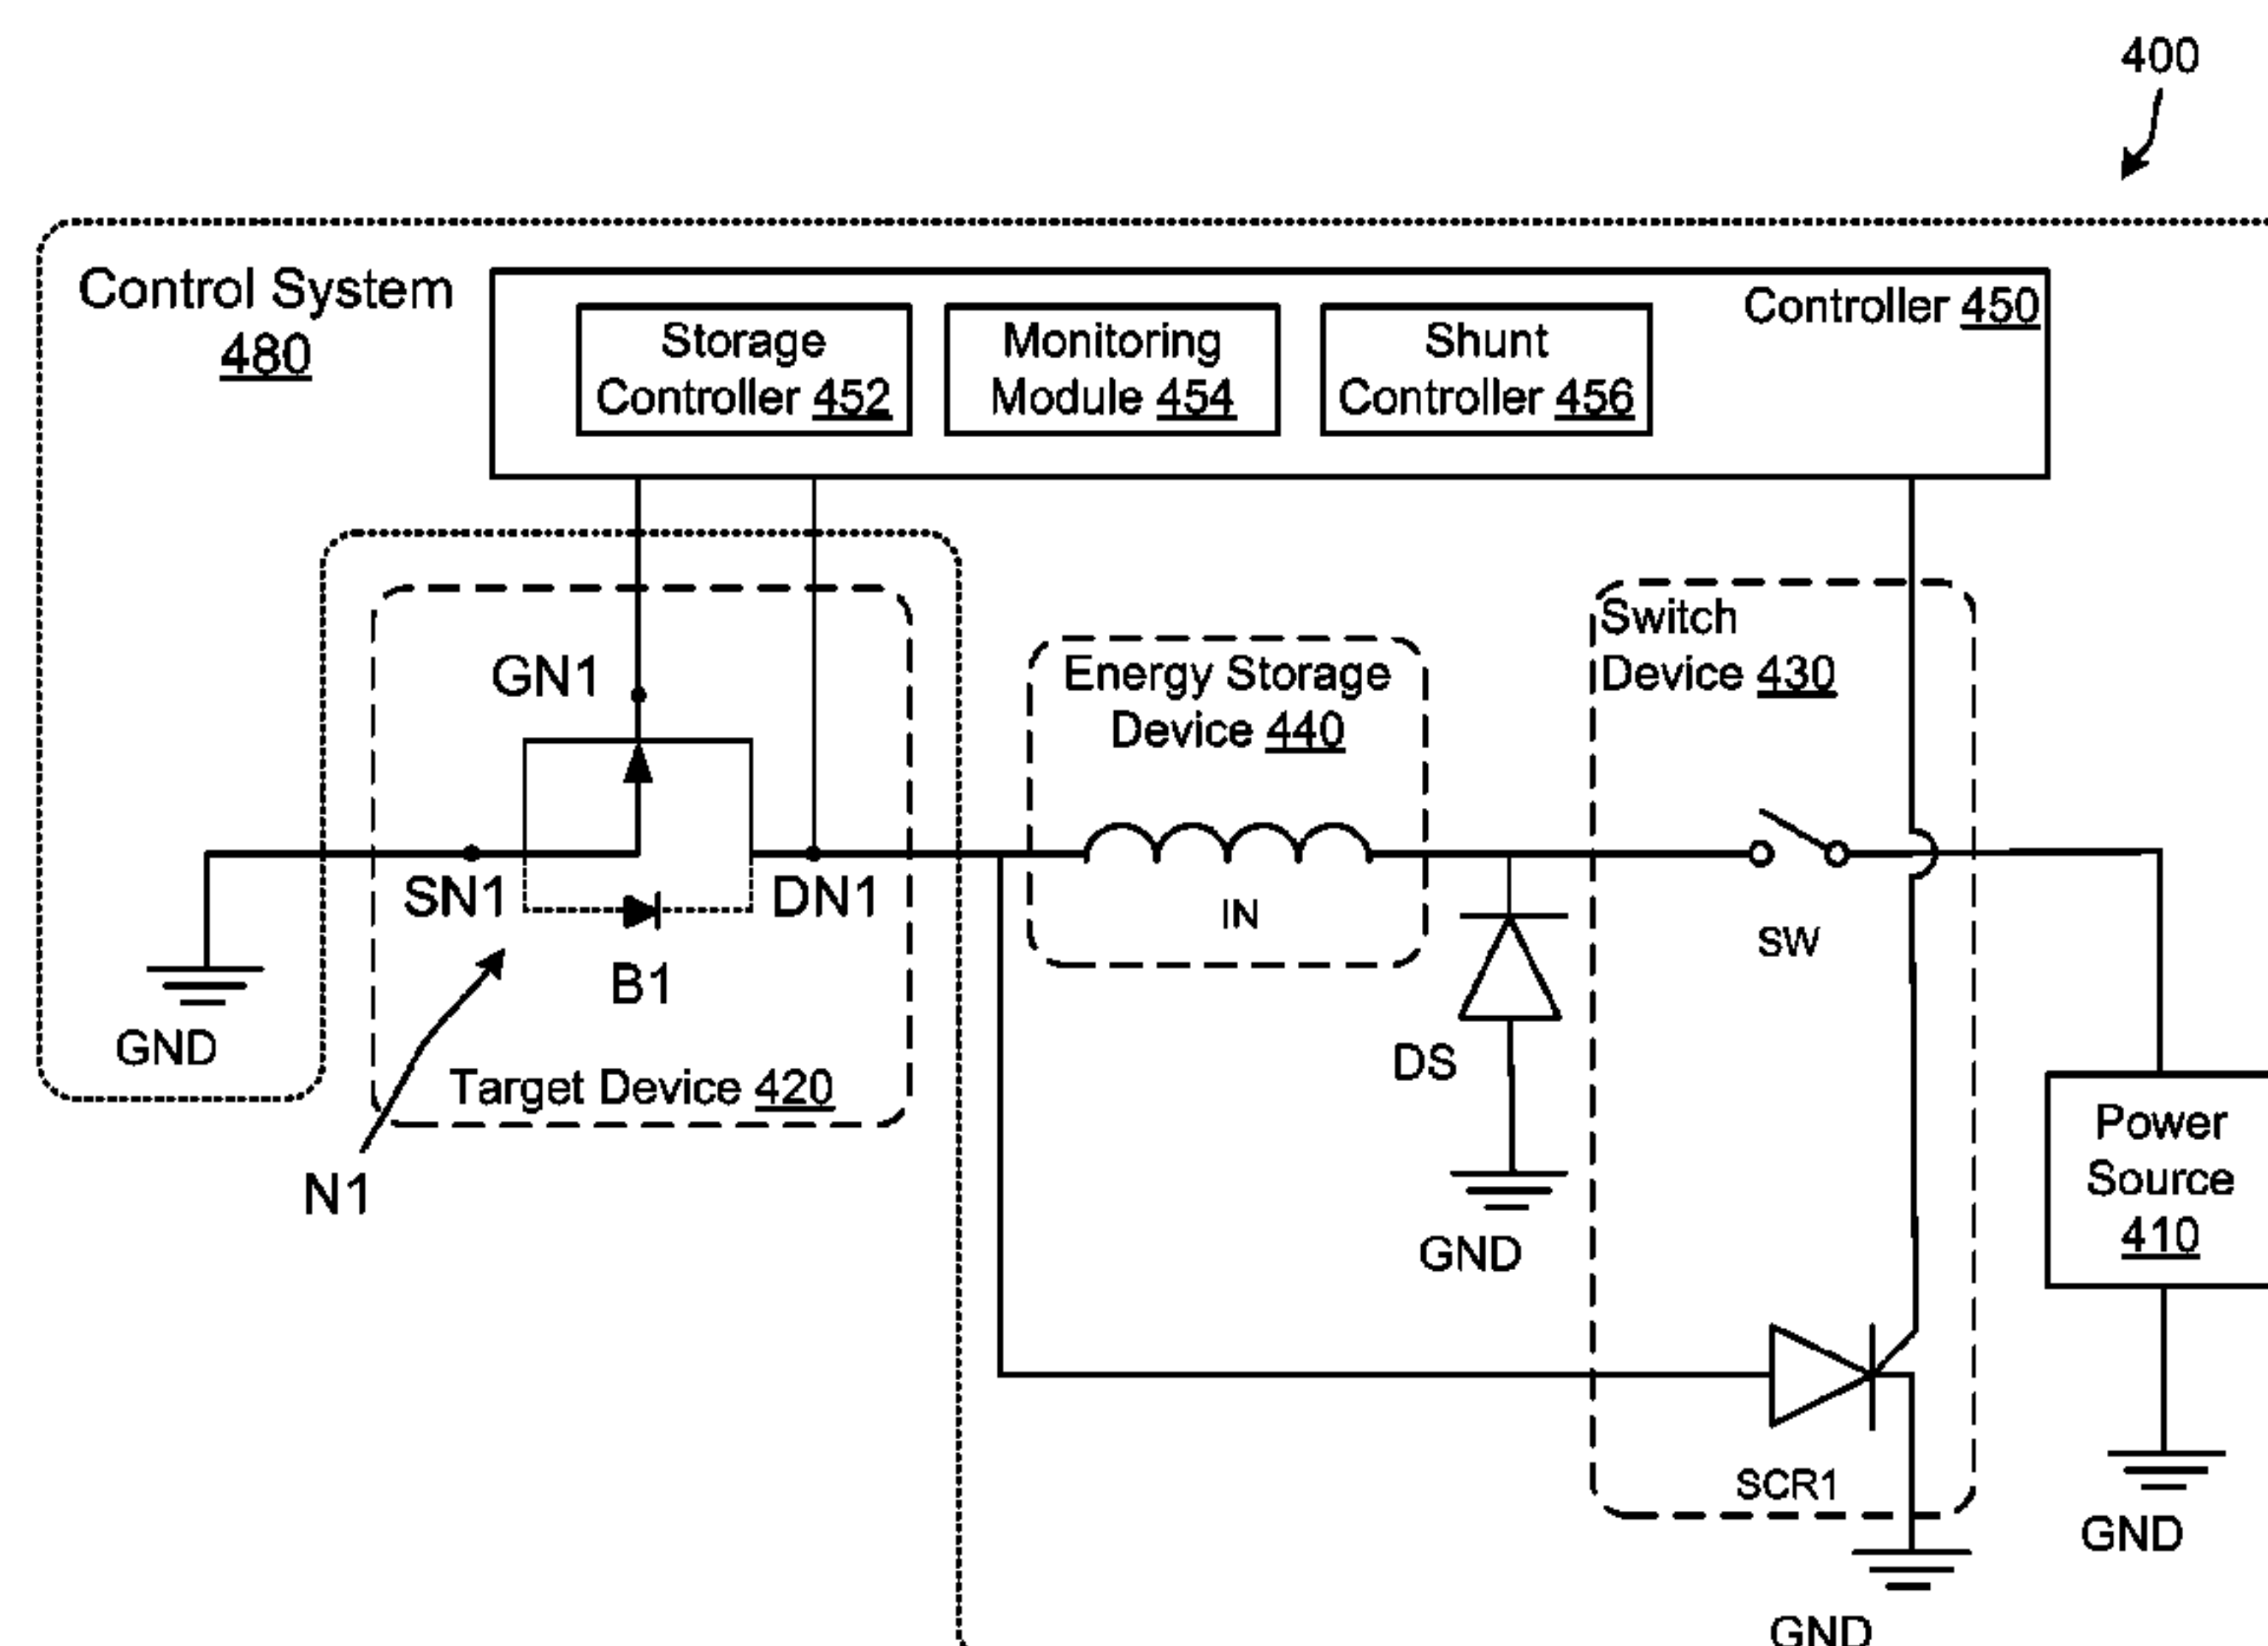 400
Control System
480
Controller 450
Storage
Controller 452
Monitoring
Module 454
Shunt
Controller 456
GN1
SN1
DN1
B1
GND
Target Device 420
N1
Energy Storage
Device 440
IN
DS
GND
Switch
Device 430
SW
SCR1
GND
Power
Source
410
GND